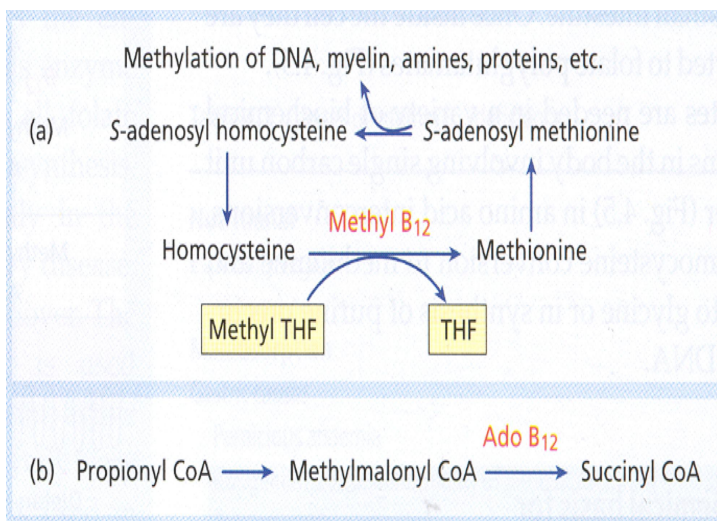 Methylation of DNA, myelin, amines, proteins, etc.
(a) S-adenosyl homocysteine S-adenosyl methionine
Methyl B12
Homocysteine Methionine
Methyl THF THF
Ado B12
(b) Propionyl CoA Methylmalonyl CoA Succinyl CoA